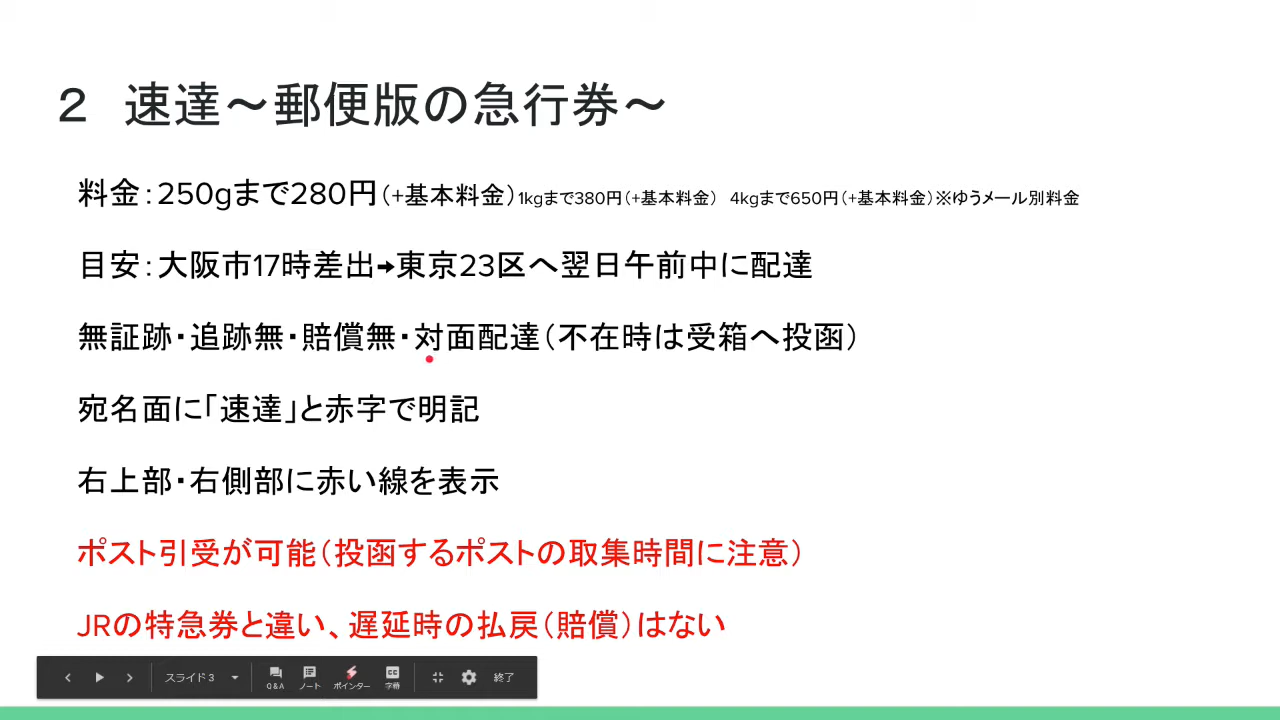 2 速達～郵便版の急行券～
料金：250gまで280円（+基本料金）1kgまで380円（+基本料金） 4kgまで650円（+基本料金）※ゆうメール別料金
目安：大阪市17時差出➡東京23区へ翌日午前中に配達
無証跡・追跡無・賠償無・対面配達（不在時は受箱へ投函）
宛名面に「速達」と赤字で明記
右上部・右側部に赤い線を表示
ポスト引受が可能（投函するポストの取集時間に注意）
JRの特急券と違い、遅延時の払戻（賠償）はない
スライド 3 Q&A ノート ポインター CC 字幕 終了